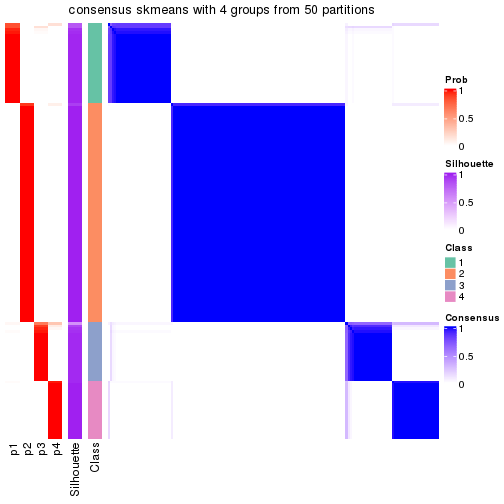 consensus skmeans with 4 groups from 50 partitions
Prob
1
0.5
0
Silhouette
1
0.5
0
Class
1
2
3
4
Consensus
1
0.5
0
p1
p2
p3
p4
Silhouette
Class